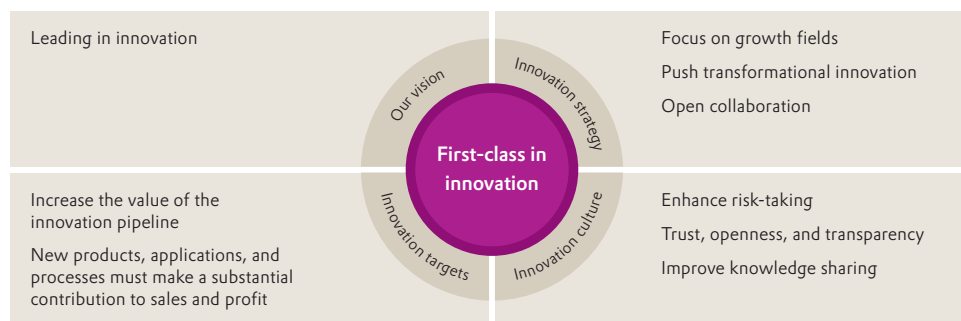 Leading in innovation
Our vision
Innovation strategy
Focus on growth fields
Push transformational innovation
Open collaboration
First-class in
innovation
Increase the value of the
innovation pipeline
New products, applications, and
processes must make a substantial
contribution to sales and profit
Innovation targets
Innovation culture
Enhance risk-taking
Trust, openness, and transparency
Improve knowledge sharing